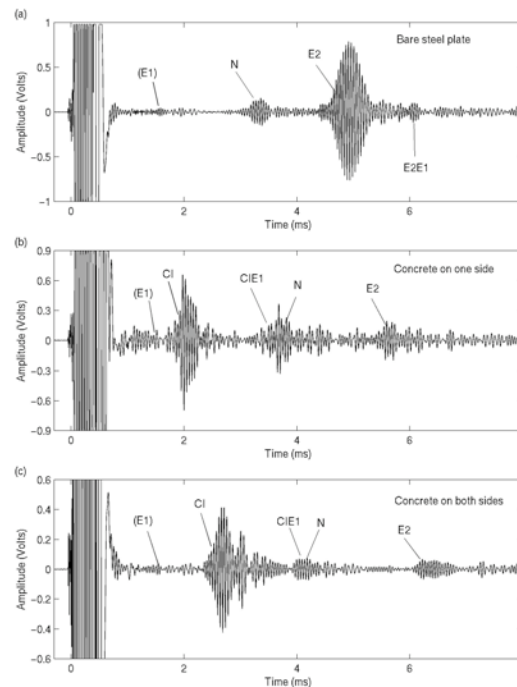 (a)
1
Bare steel plate
E2
N
0.5
(E1)
0
−0.5
E2E1
−1
0 2 4 6
Time (ms)
Amplitude (Volts)
(b)
0.9
Concrete on one side
CI
CIE1
0.6
(E1)
N
E2
0.3
0
−0.3
−0.6
−0.9
0 2 4 6
Time (ms)
Amplitude (Volts)
(c)
0.6
Concrete on both sides
CI
0.4
(E1)
CIE1
N
E2
0.2
0
−0.2
−0.4
−0.6
0 2 4 6
Time (ms)
Amplitude (Volts)